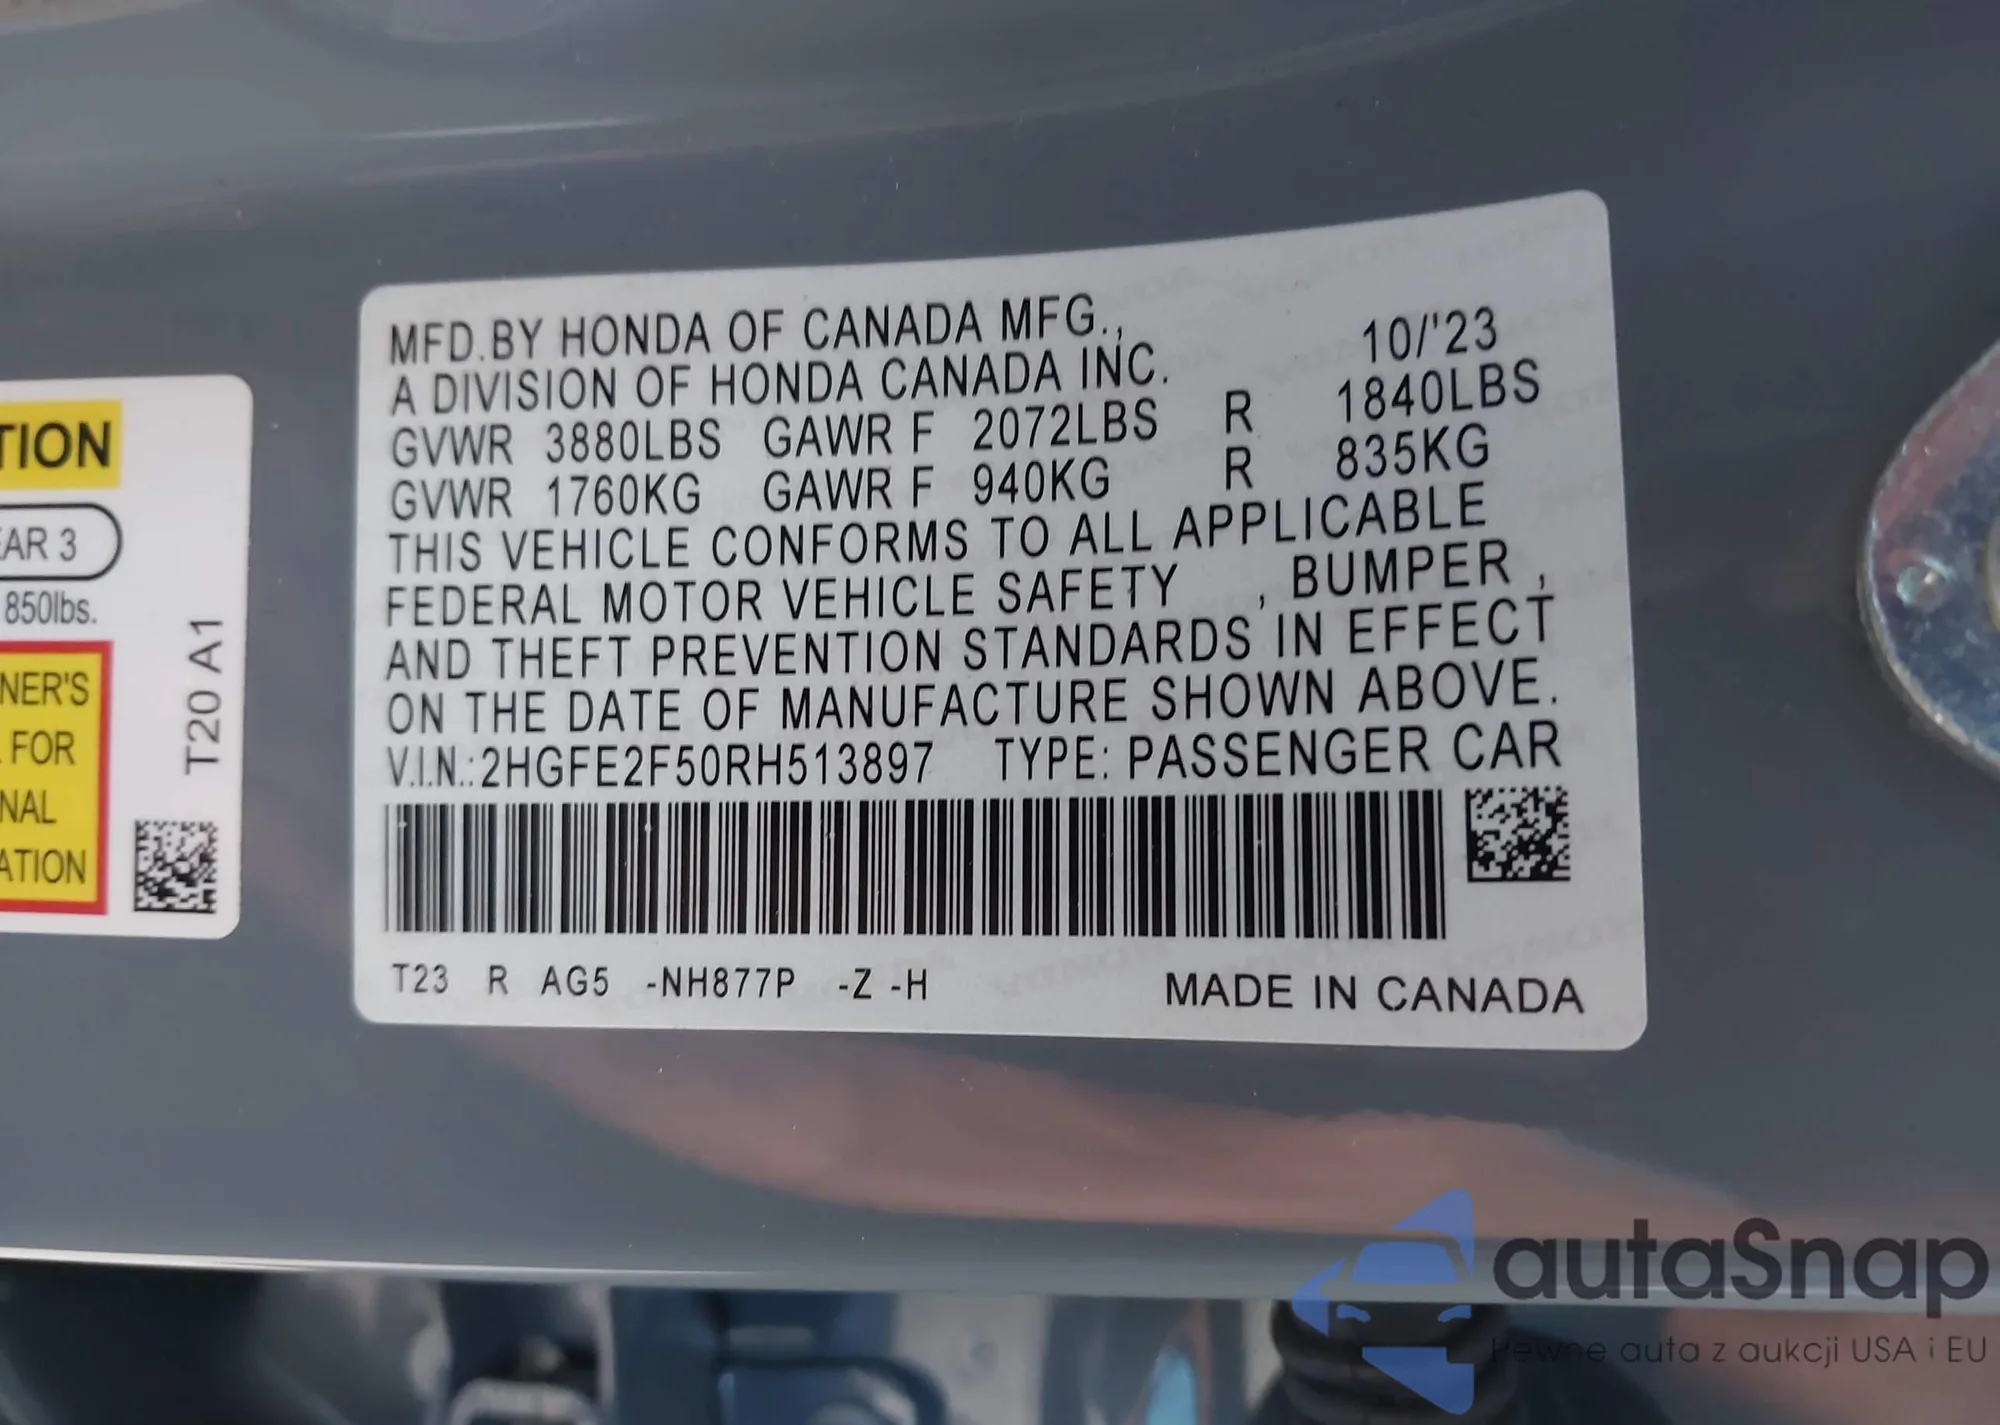 MFD.BY HONDA OF CANADA MFG.,
A DIVISION OF HONDA CANADA INC. 10/'23
GVWR 3880LBS GAWR F 2072LBS R 1840LBS
GVWR 1760KG GAWR F 940KG R 835KG
THIS VEHICLE CONFORMS TO ALL APPLICABLE
FEDERAL MOTOR VEHICLE SAFETY , BUMPER ,
AND THEFT PREVENTION STANDARDS IN EFFECT
ON THE DATE OF MANUFACTURE SHOWN ABOVE.
V.I.N.:2HGFE2F50RH513897 TYPE: PASSENGER CAR
T23 R AG5 -NH877P -Z -H MADE IN CANADA
TION
AR 3
850lbs.
NER'S
FOR
NAL
ATION
T20 A1
autaSnap
Pewne auta z aukcji USA i EU